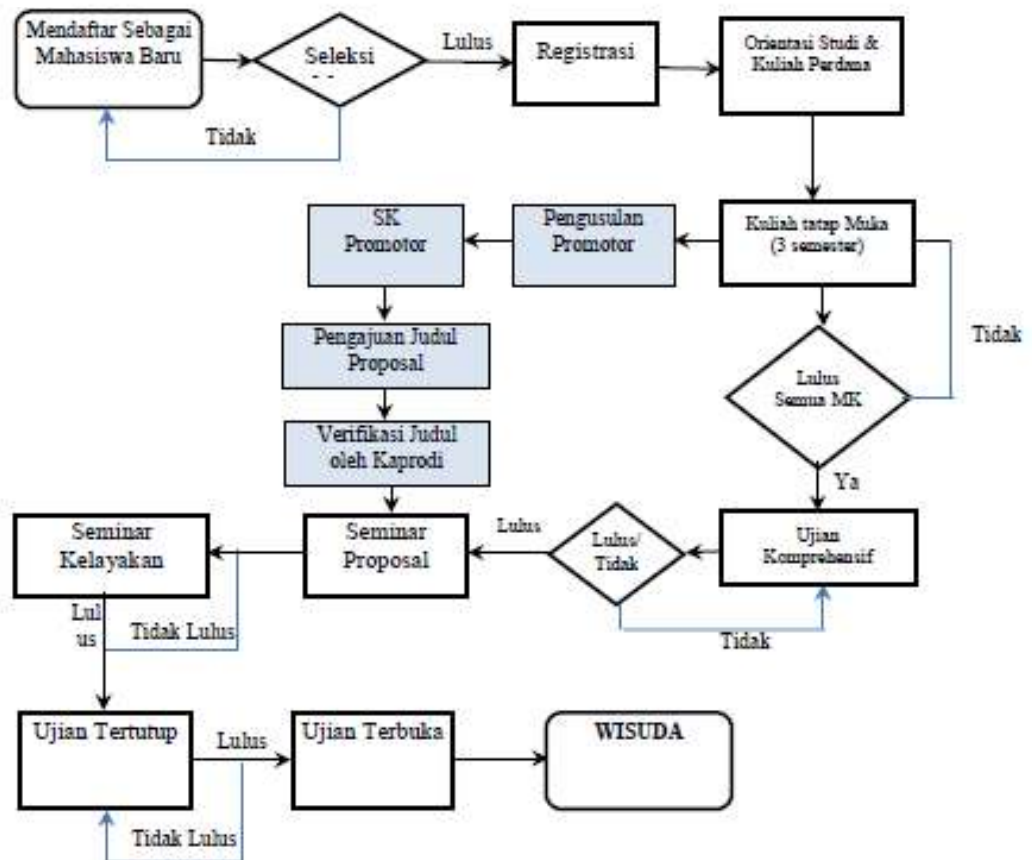 Mendaftar Sebagai
Mahasiswa Baru
Seleksi
Lulus
Registrasi
Orientasi Studi &
Kuliah Perdana
Tidak
SK
Promotor
Pengusulan
Promotor
Kuliah tatap Muka
(3 semester)
Tidak
Pengajuan Judul
Proposal
Lulus
Semua MK
Verifikasi Judul
oleh Kaprodi
Ya
Seminar
Kelayakan
Seminar
Proposal
Lulus
Lulus/
Tidak
Ujian
Komprehensif
Lul
us
Tidak Lulus
Tidak
Ujian Tertutup
Lulus
Ujian Terbuka
WISUDA
Tidak Lulus